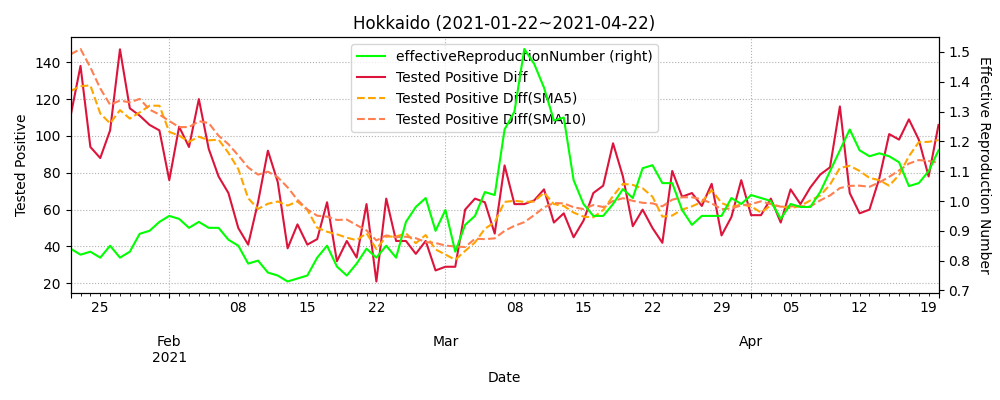 Hokkaido (2021-01-22~2021-04-22)
effectiveReproductionNumber (right)
Tested Positive Diff
Tested Positive Diff(SMA5)
Tested Positive Diff(SMA10)
Tested Positive
140
120
100
80
60
40
20
1.5
1.4
1.3
1.2
1.1
1.0
0.9
0.8
0.7
Effective Reproduction Number
25 08 15 22 08 15 22 29 05 12 19
Feb Mar Apr
2021
Date